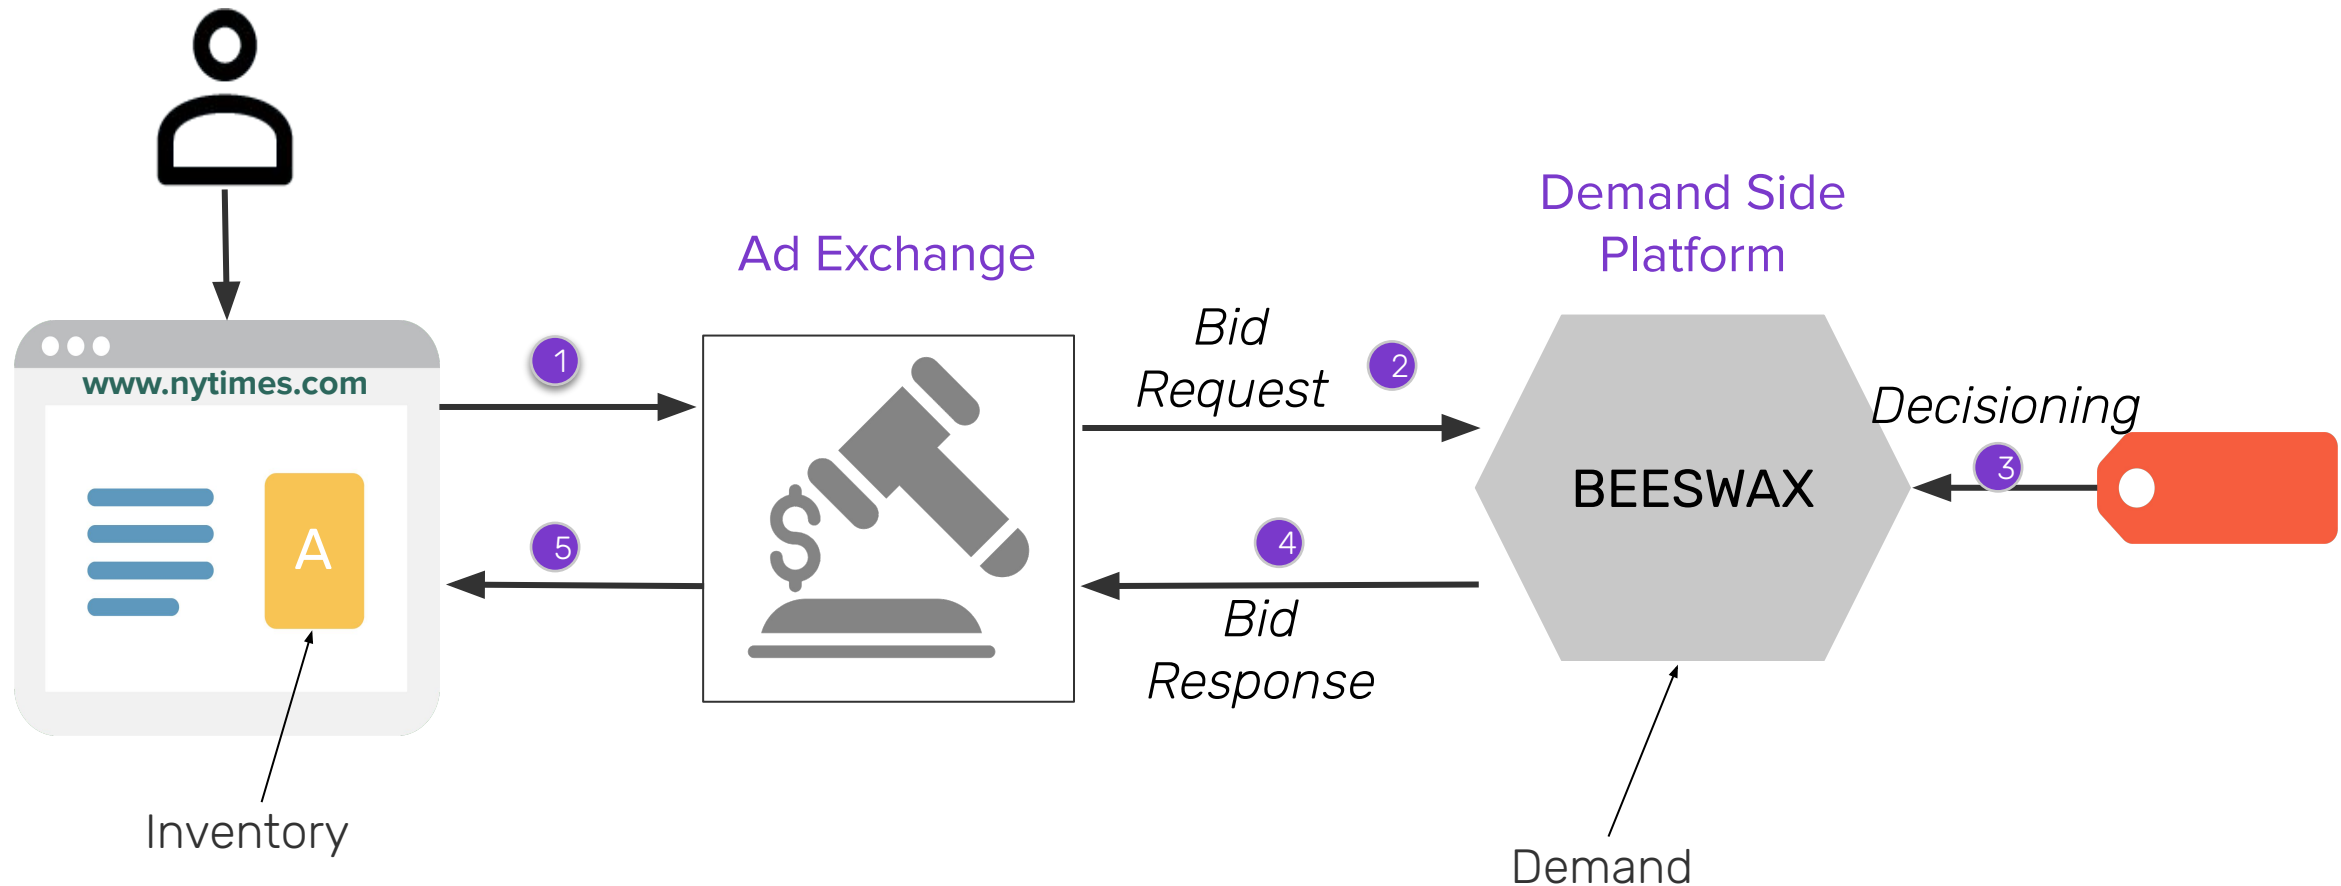 Demand Side
Platform
Ad Exchange
Bid
Request
1
2
www.nytimes.com
Decisioning
3
BEESWAX
A
5
4
Bid
Response
Inventory
Demand